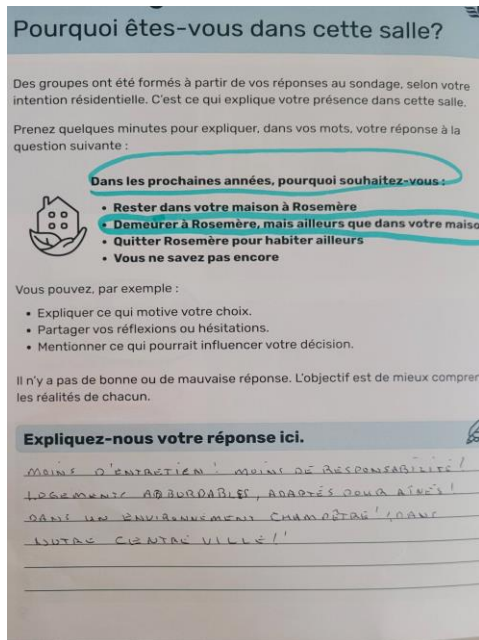 Pourquoi êtes-vous dans cette salle?
Des groupes ont été formés à partir de vos réponses au sondage, selon votre
intention résidentielle. C'est ce qui explique votre présence dans cette salle.
Prenez quelques minutes pour expliquer, dans vos mots, votre réponse à la
question suivante :
Dans les prochaines années, pourquoi souhaitez-vous :
• Rester dans votre maison à Rosemère
• Demeurer à Rosemère, mais ailleurs que dans votre maiso
• Quitter Rosemère pour habiter ailleurs
• Vous ne savez pas encore
Vous pouvez, par exemple :
• Expliquer ce qui motive votre choix.
• Partager vos réflexions ou hésitations.
• Mentionner ce qui pourrait influencer votre décision.
Il n'y a pas de bonne ou de mauvaise réponse. L'objectif est de mieux compren
les réalités de chacun.
Expliquez-nous votre réponse ici.
MOINS D'ENTRETIEN! MOINS DE RESPONSABILITÉ!
LOGEMENTS ABBORDABLES, ADAPTÉS POUR AÎNÉS!
DANS UN ENVIRONNEMENT CHAMPÊTRE! DANS
NOTRE CENTRE VILLE!!